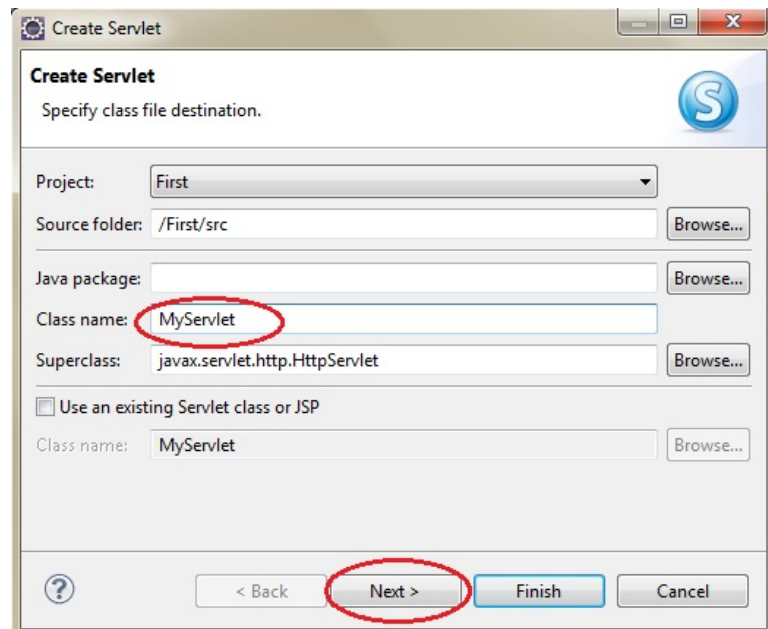 Create Servlet
Create Servlet
Specify class file destination.
S
Project: First
Source folder: /First/src Browse...
Java package: Browse...
Class name: MyServlet
Superclass: javax.servlet.http.HttpServlet Browse...
Use an existing Servlet class or JSP
Class name: MyServlet Browse...
? < Back Next > Finish Cancel